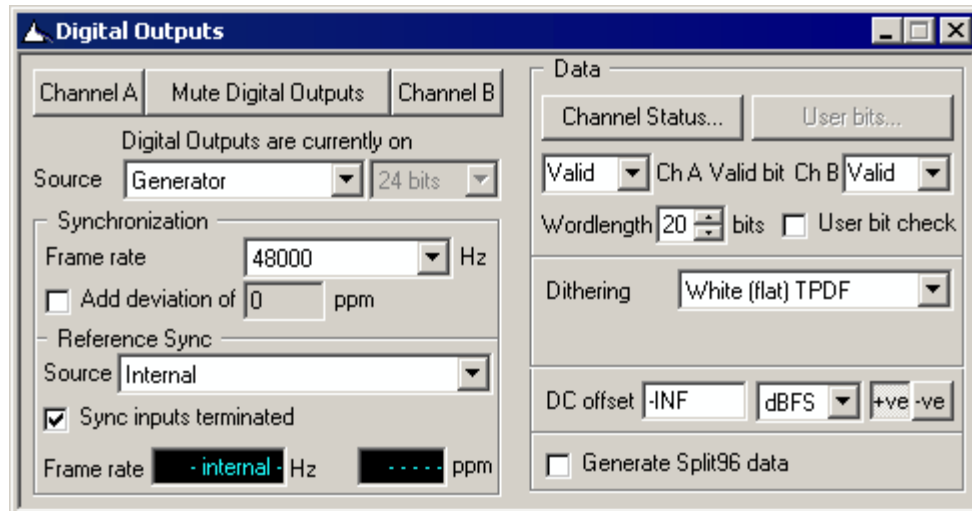 Digital Outputs
Channel A
Mute Digital Outputs
Channel B
Digital Outputs are currently on
Source Generator 24 bits
Synchronization
Frame rate 48000 Hz
Add deviation of 0 ppm
Reference Sync
Source Internal
Sync inputs terminated
Frame rate - internal - Hz - - - - - ppm
Data
Channel Status... User bits...
Valid Ch A Valid bit Ch B Valid
Wordlength 20 bits User bit check
Dithering White (flat) TPDF
DC offset -INF dBFS +ve -ve
Generate Split96 data